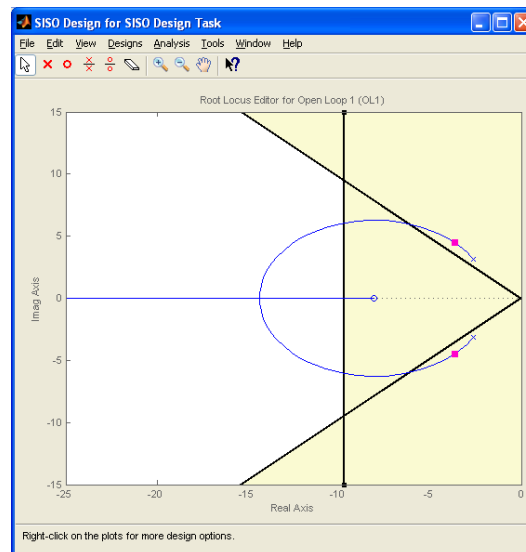 SISO Design for SISO Design Task
File Edit View Designs Analysis Tools Window Help
Root Locus Editor for Open Loop 1 (OL1)
15
10
5
0
-5
-10
-15
Imag Axis
-25 -20 -15 -10 -5 0
Real Axis
Right-click on the plots for more design options.